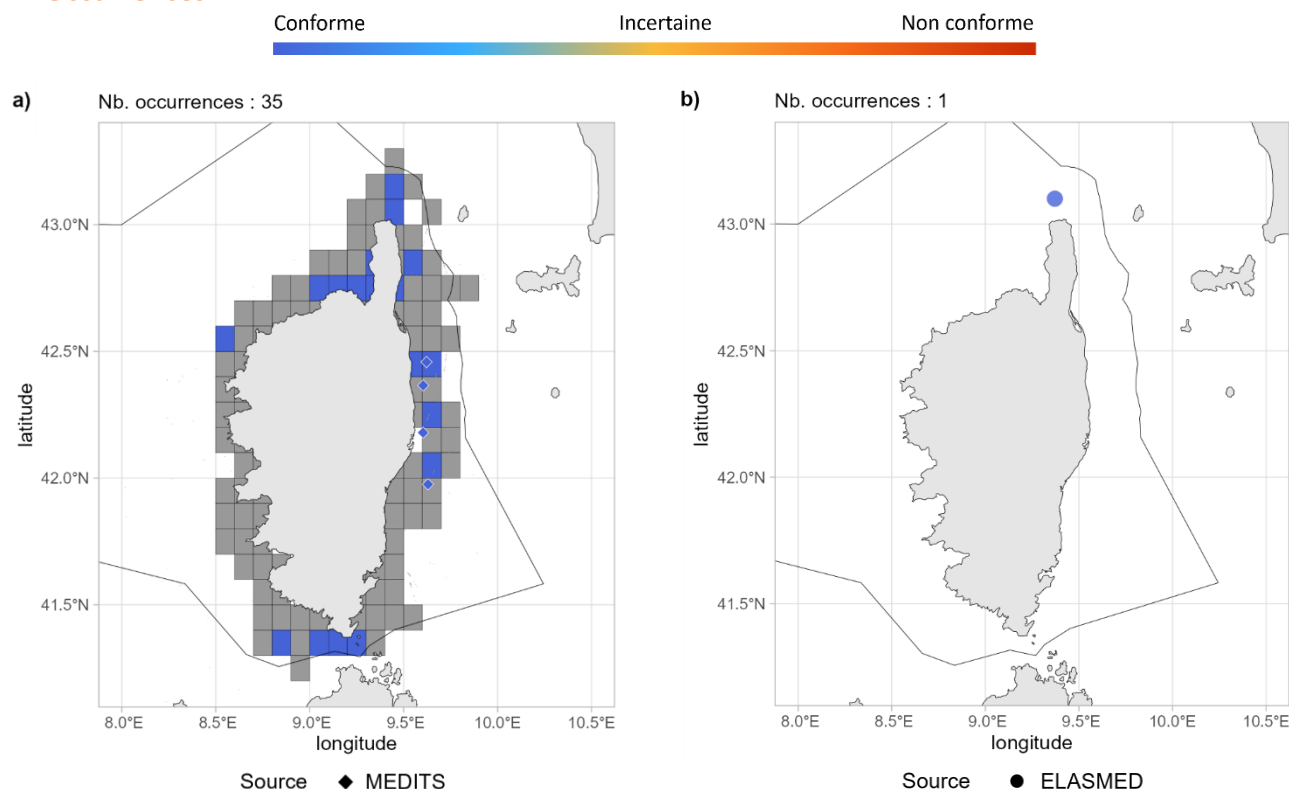 Conforme Incertaine Non conforme
a) Nb. occurrences : 35
43.0°N
42.5°N
42.0°N
41.5°N
latitude
8.0°E 8.5°E 9.0°E 9.5°E 10.0°E 10.5°E
longitude
Source MEDITS
b) Nb. occurrences : 1
43.0°N
42.5°N
42.0°N
41.5°N
latitude
8.0°E 8.5°E 9.0°E 9.5°E 10.0°E 10.5°E
longitude
Source ELASMED